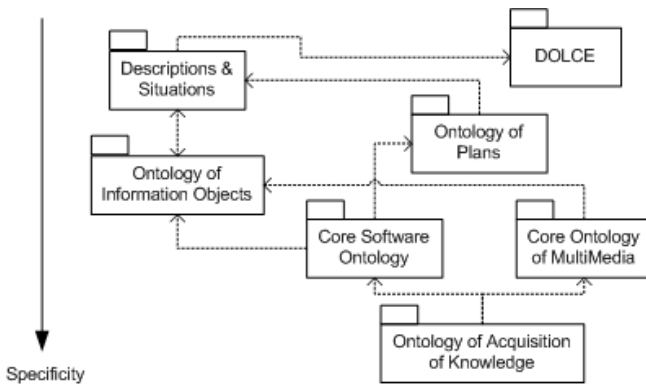 Descriptions &
Situations
DOLCE
Ontology of
Plans
Ontology of
Information Objects
Core Software
Ontology
Core Ontology
of MultiMedia
Ontology of Acquisition
of Knowledge
Specificity